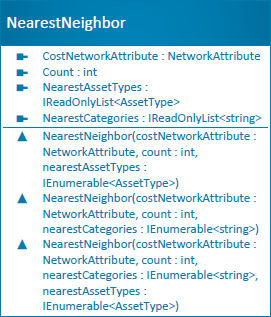 NearestNeighbor
CostNetworkAttribute : NetworkAttribute
Count : int
NearestAssetTypes :
IReadOnlyList<AssetType>
NearestCategories : IReadOnlyList<string>
NearestNeighbor(costNetworkAttribute :
NetworkAttribute, count : int,
nearestAssetTypes :
IEnumerable<AssetType>)
NearestNeighbor(costNetworkAttribute :
NetworkAttribute, count : int,
nearestCategories : IEnumerable<string>)
NearestNeighbor(costNetworkAttribute :
NetworkAttribute, count : int,
nearestCategories : IEnumerable<string>,
nearestAssetTypes :
IEnumerable<AssetType>)